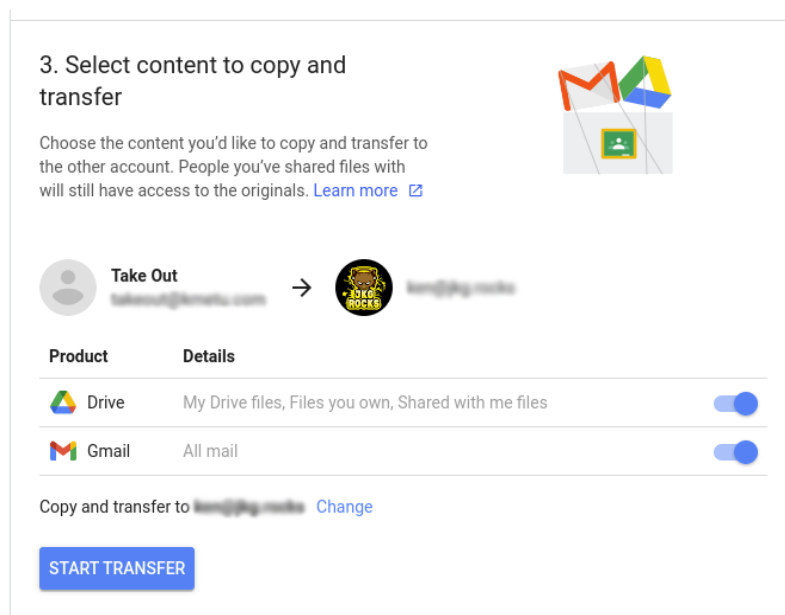 3. Select content to copy and
transfer
Choose the content you'd like to copy and transfer to
the other account. People you've shared files with
will still have access to the originals. Learn more
Take Out
JKG
ROCKS
Product Details
Drive My Drive files, Files you own, Shared with me files
Gmail All mail
Copy and transfer to Change
START TRANSFER